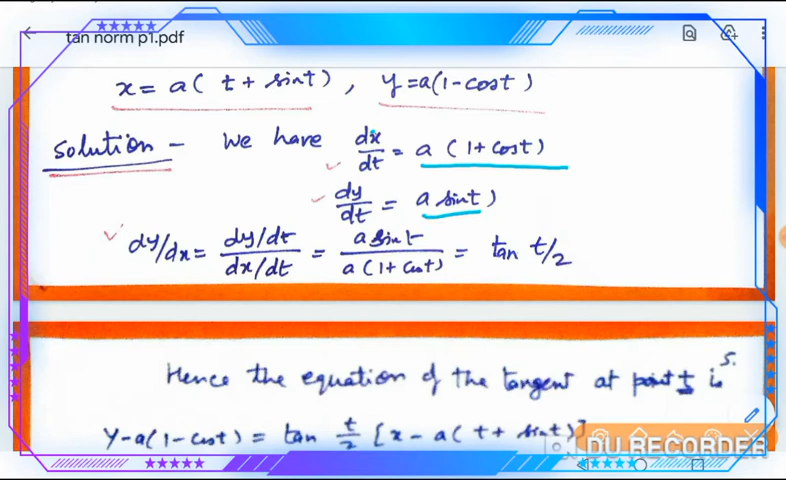 tan norm p1.pdf
x = a( t + sint) , y = a(1-cost)
Solution - We have dx/dt = a (1+cost)
dy/dt = a sint)
dy/dx = dy/dt / dx/dt = a sint / a(1+cost) = tan t/2
Hence the equation of the tangent at point t is
y-a(1-cost) = tan t/2 [x - a( t + sint)]
DU RECORDER